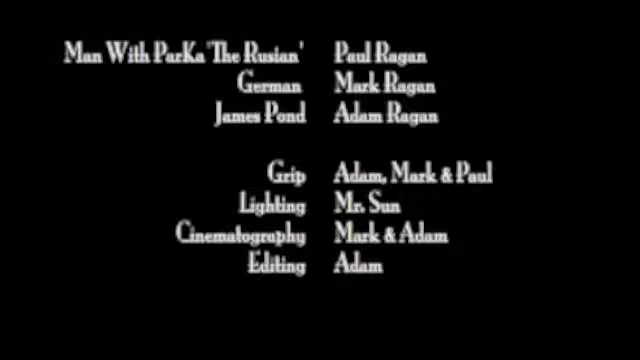 Man With ParKa 'The Rusian' Paul Ragan
German Mark Ragan
James Pond Adam Ragan
Grip Adam, Mark & Paul
Lighting Mr. Sun
Cinematography Mark & Adam
Editing Adam